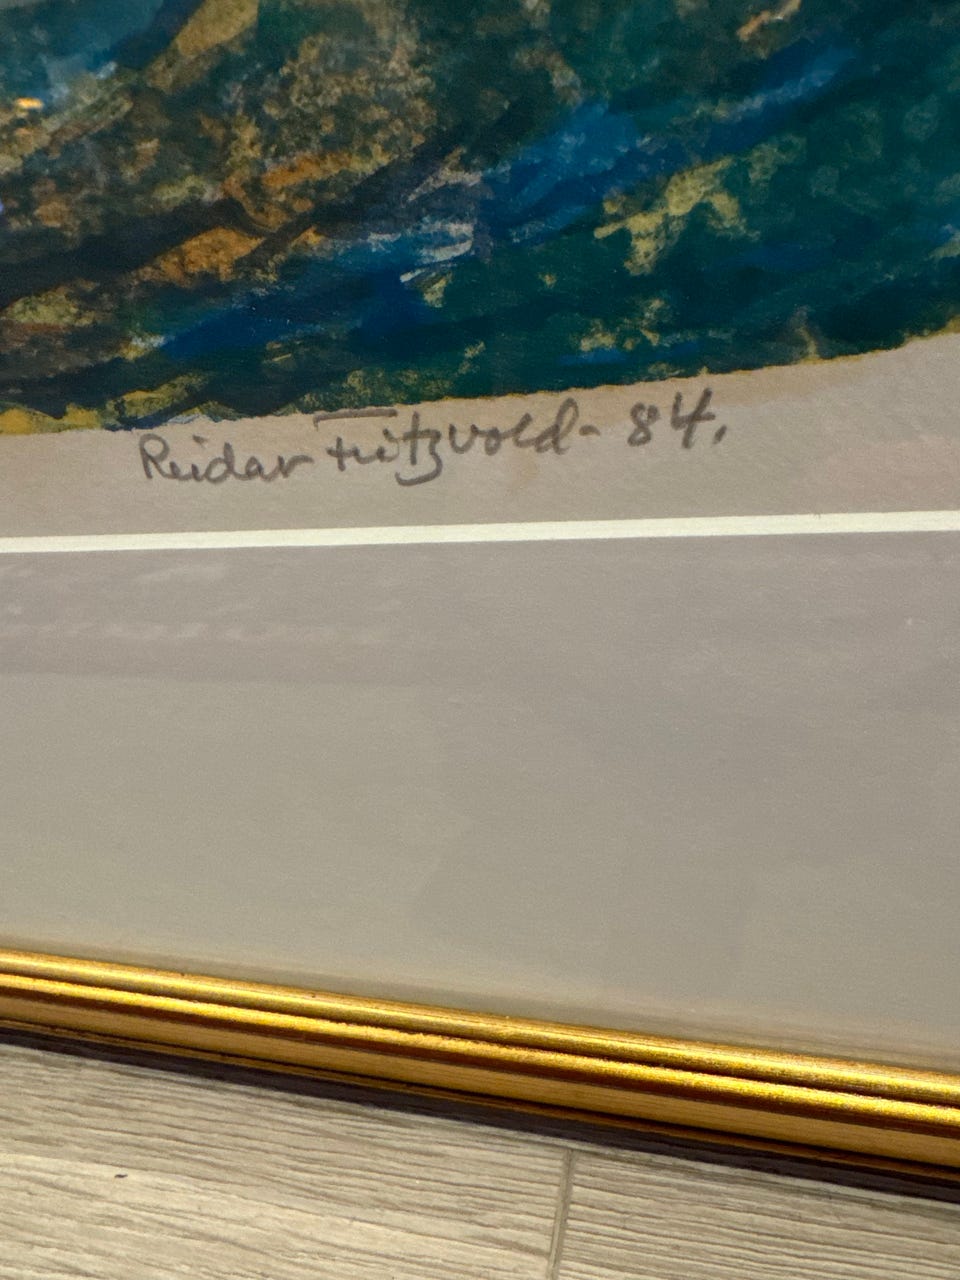 Reidar Fritzvold - 84.